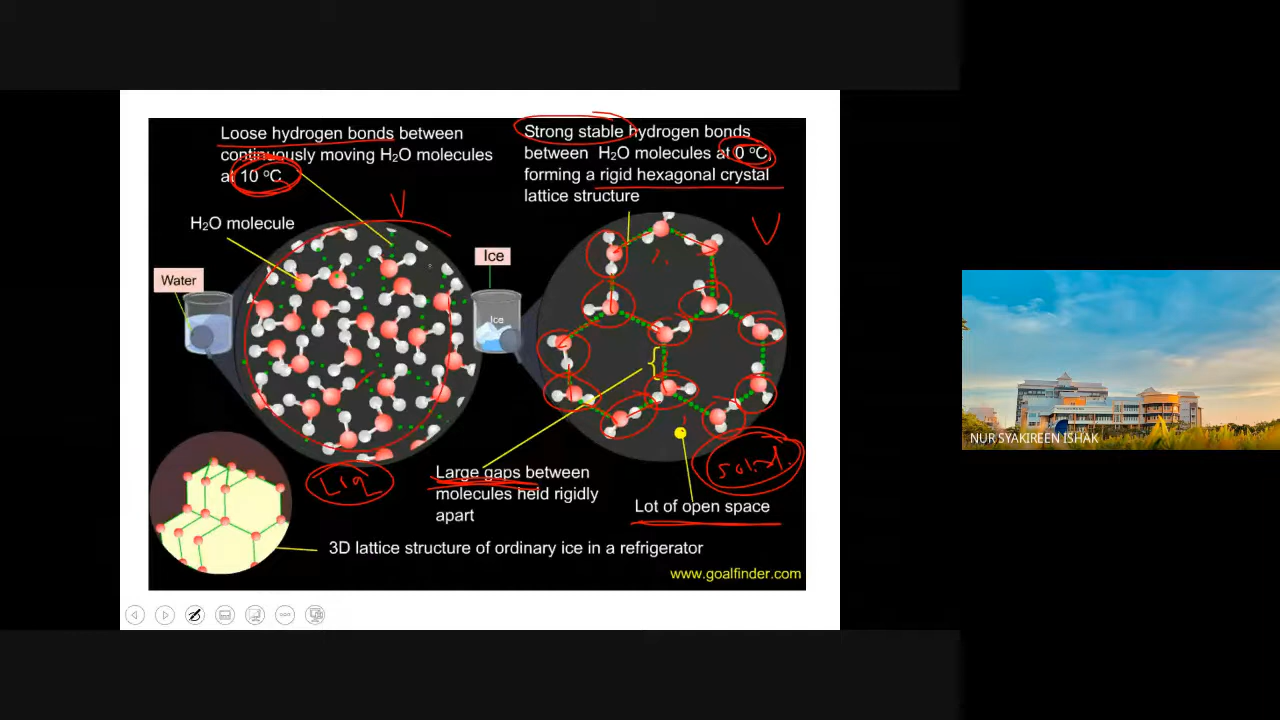 Loose hydrogen bonds between
continuously moving H₂O molecules
at 10 ºC
Strong stable hydrogen bonds
between H₂O molecules at 0 ºC,
forming a rigid hexagonal crystal
lattice structure
V
V
H₂O molecule
Water
Ice
Ice
Liq
solid.
Large gaps between
molecules held rigidly
apart
Lot of open space
3D lattice structure of ordinary ice in a refrigerator
www.goalfinder.com
NUR SYAKIREEN ISHAK